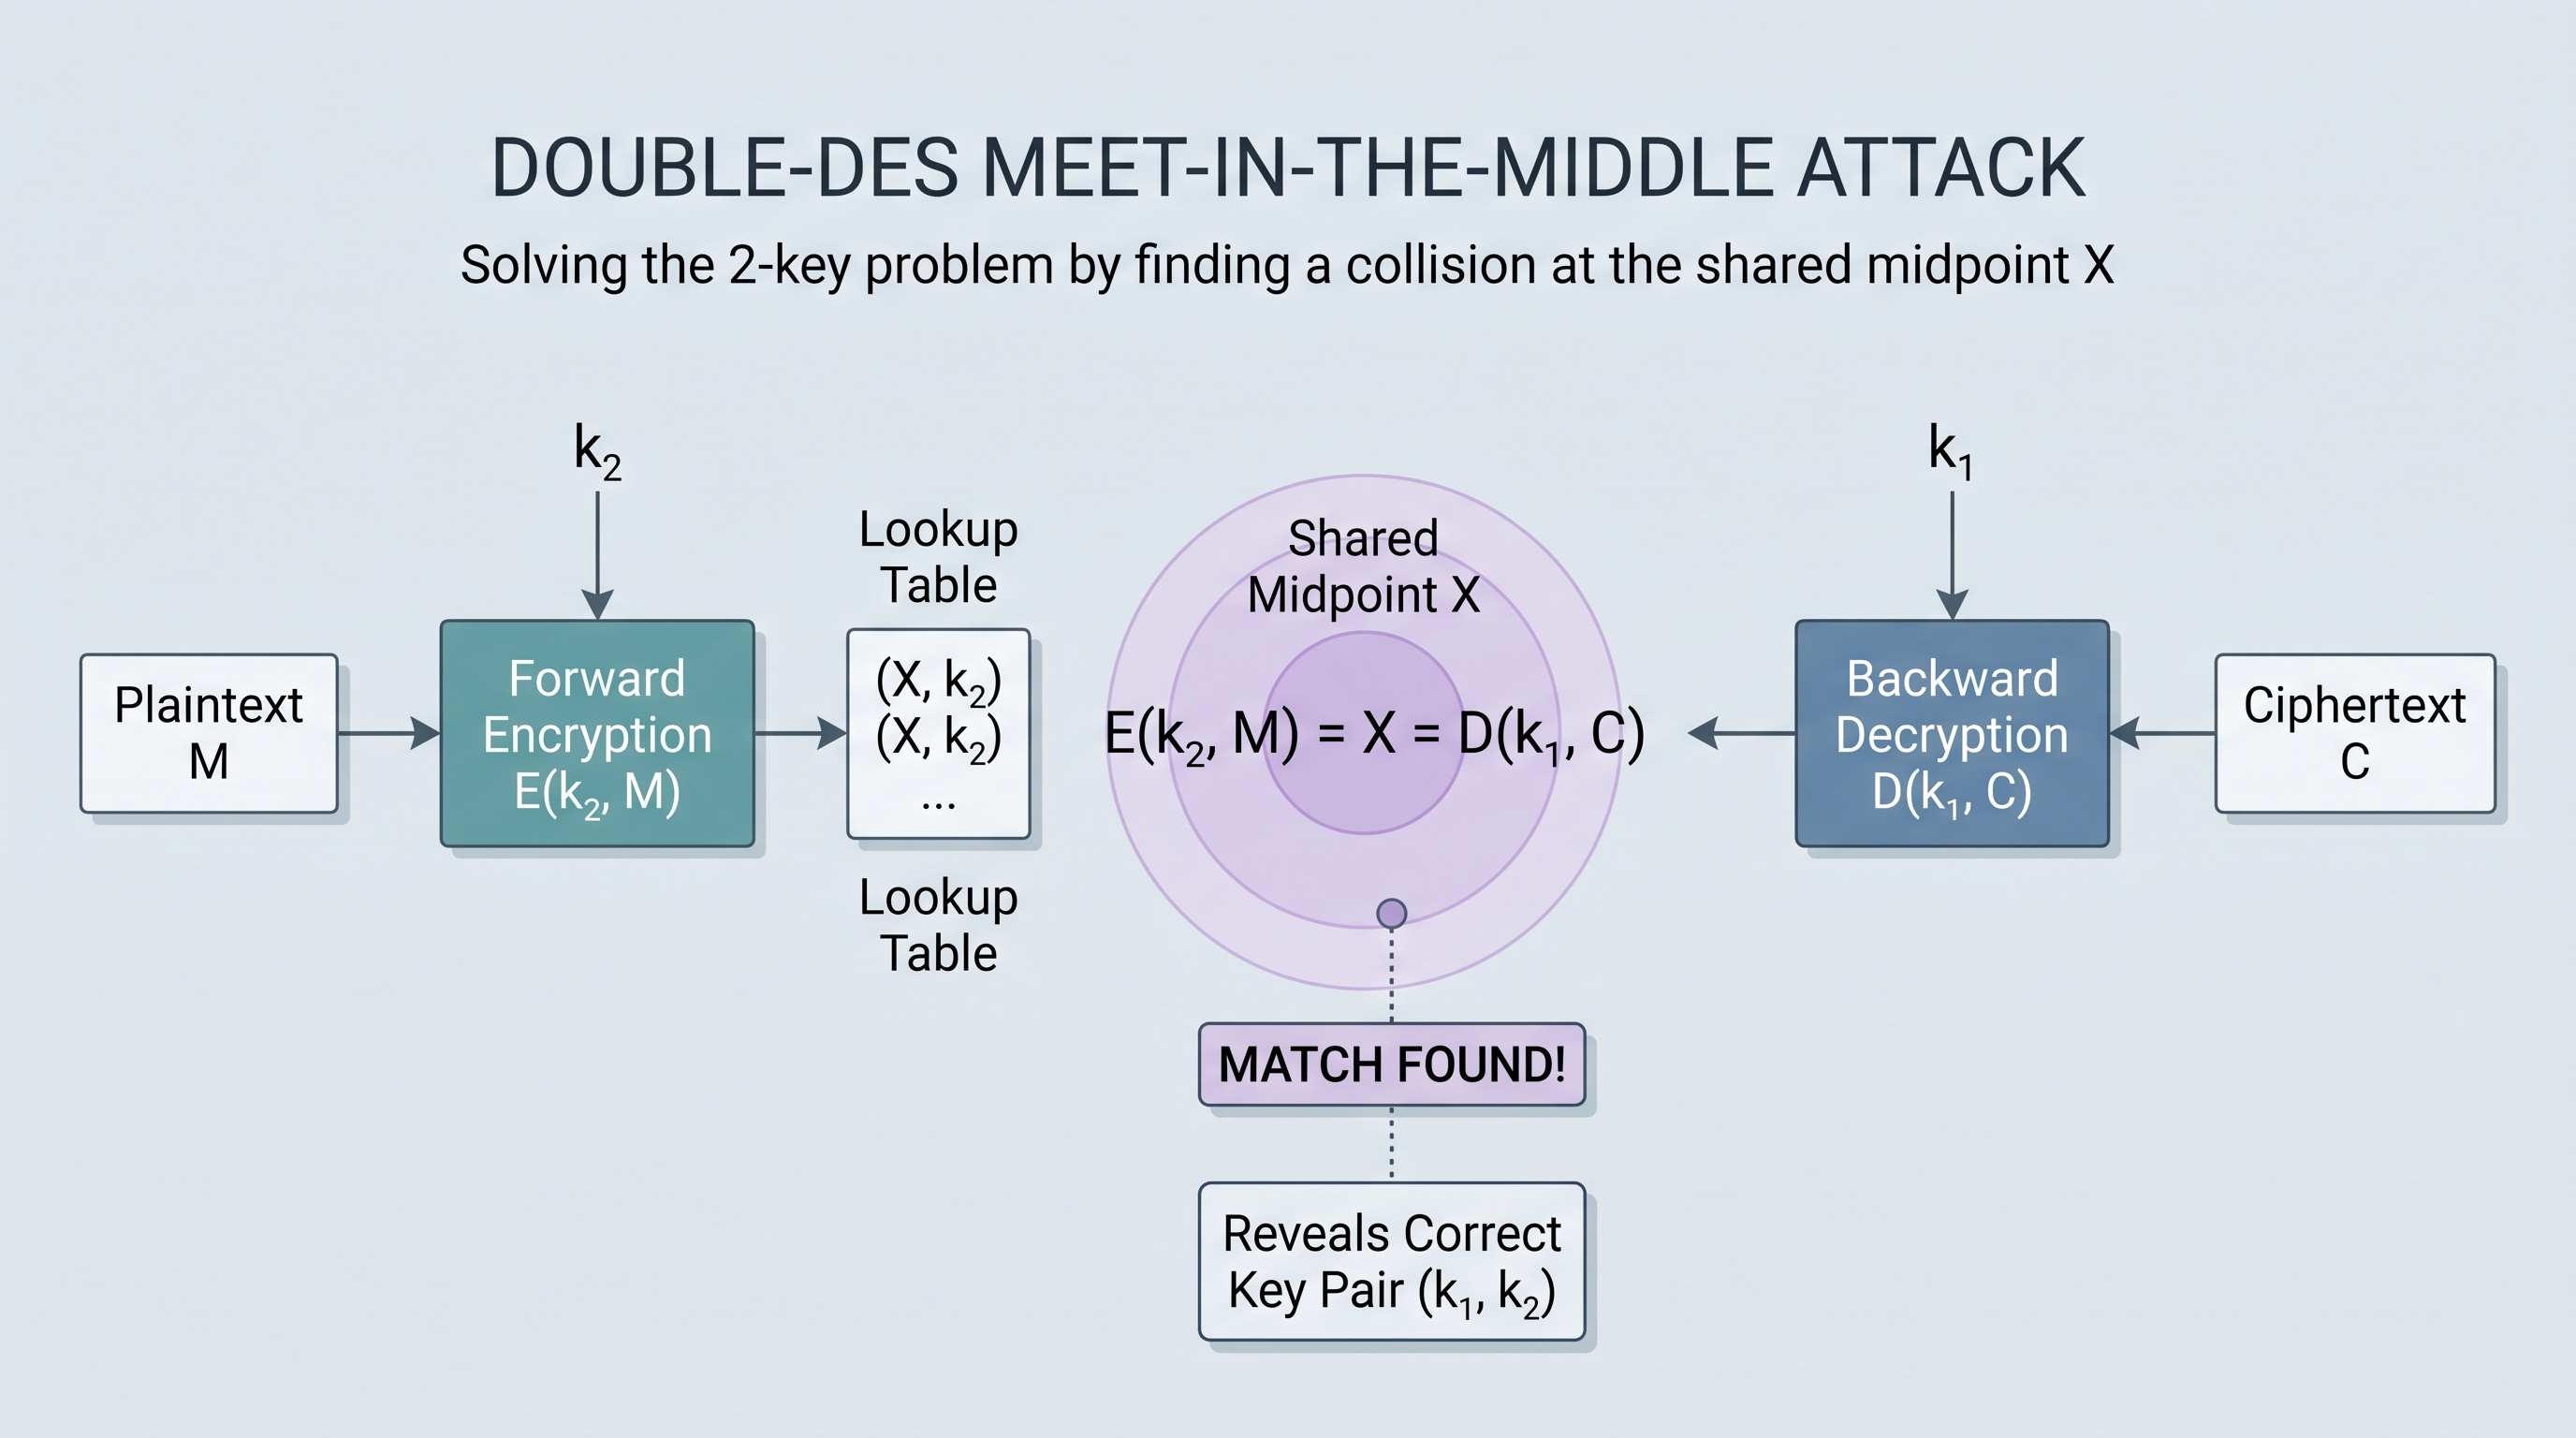 DOUBLE-DES MEET-IN-THE-MIDDLE ATTACK
Solving the 2-key problem by finding a collision at the shared midpoint X
k₂
k₁
Plaintext
M
Forward
Encryption
E(k₂, M)
Lookup
Table
(X, k₂)
(X, k₂)
...
Lookup
Table
Shared
Midpoint X
E(k₂, M) = X = D(k₁, C)
Backward
Decryption
D(k₁, C)
Ciphertext
C
MATCH FOUND!
Reveals Correct
Key Pair (k₁, k₂)